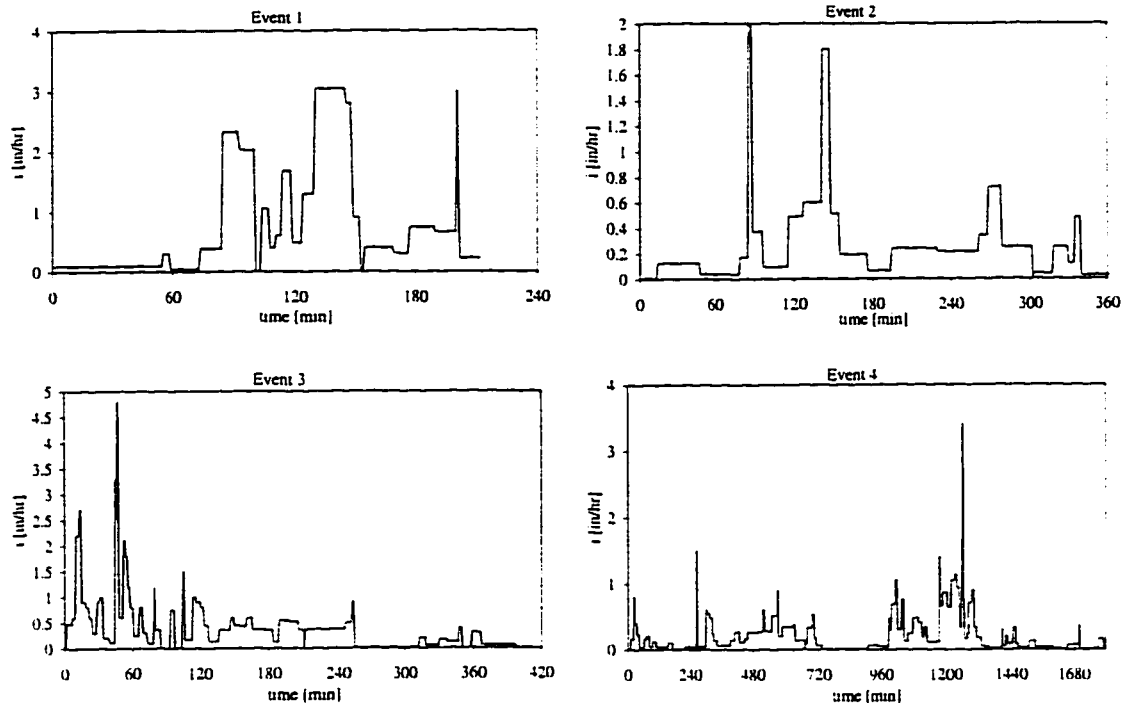 Event 1
4
3
2
1
0
i [in/hr]
0 60 120 180 240
time [min]
Event 2
2
1.8
1.6
1.4
1.2
1
0.8
0.6
0.4
0.2
0
i [in/hr]
0 60 120 180 240 300 360
time [min]
Event 3
5
4.5
4
3.5
3
2.5
2
1.5
1
0.5
0
i [in/hr]
0 60 120 180 240 300 360 420
time [min]
Event 4
4
3
2
1
0
i [in/hr]
0 240 480 720 960 1200 1440 1680
time [min]